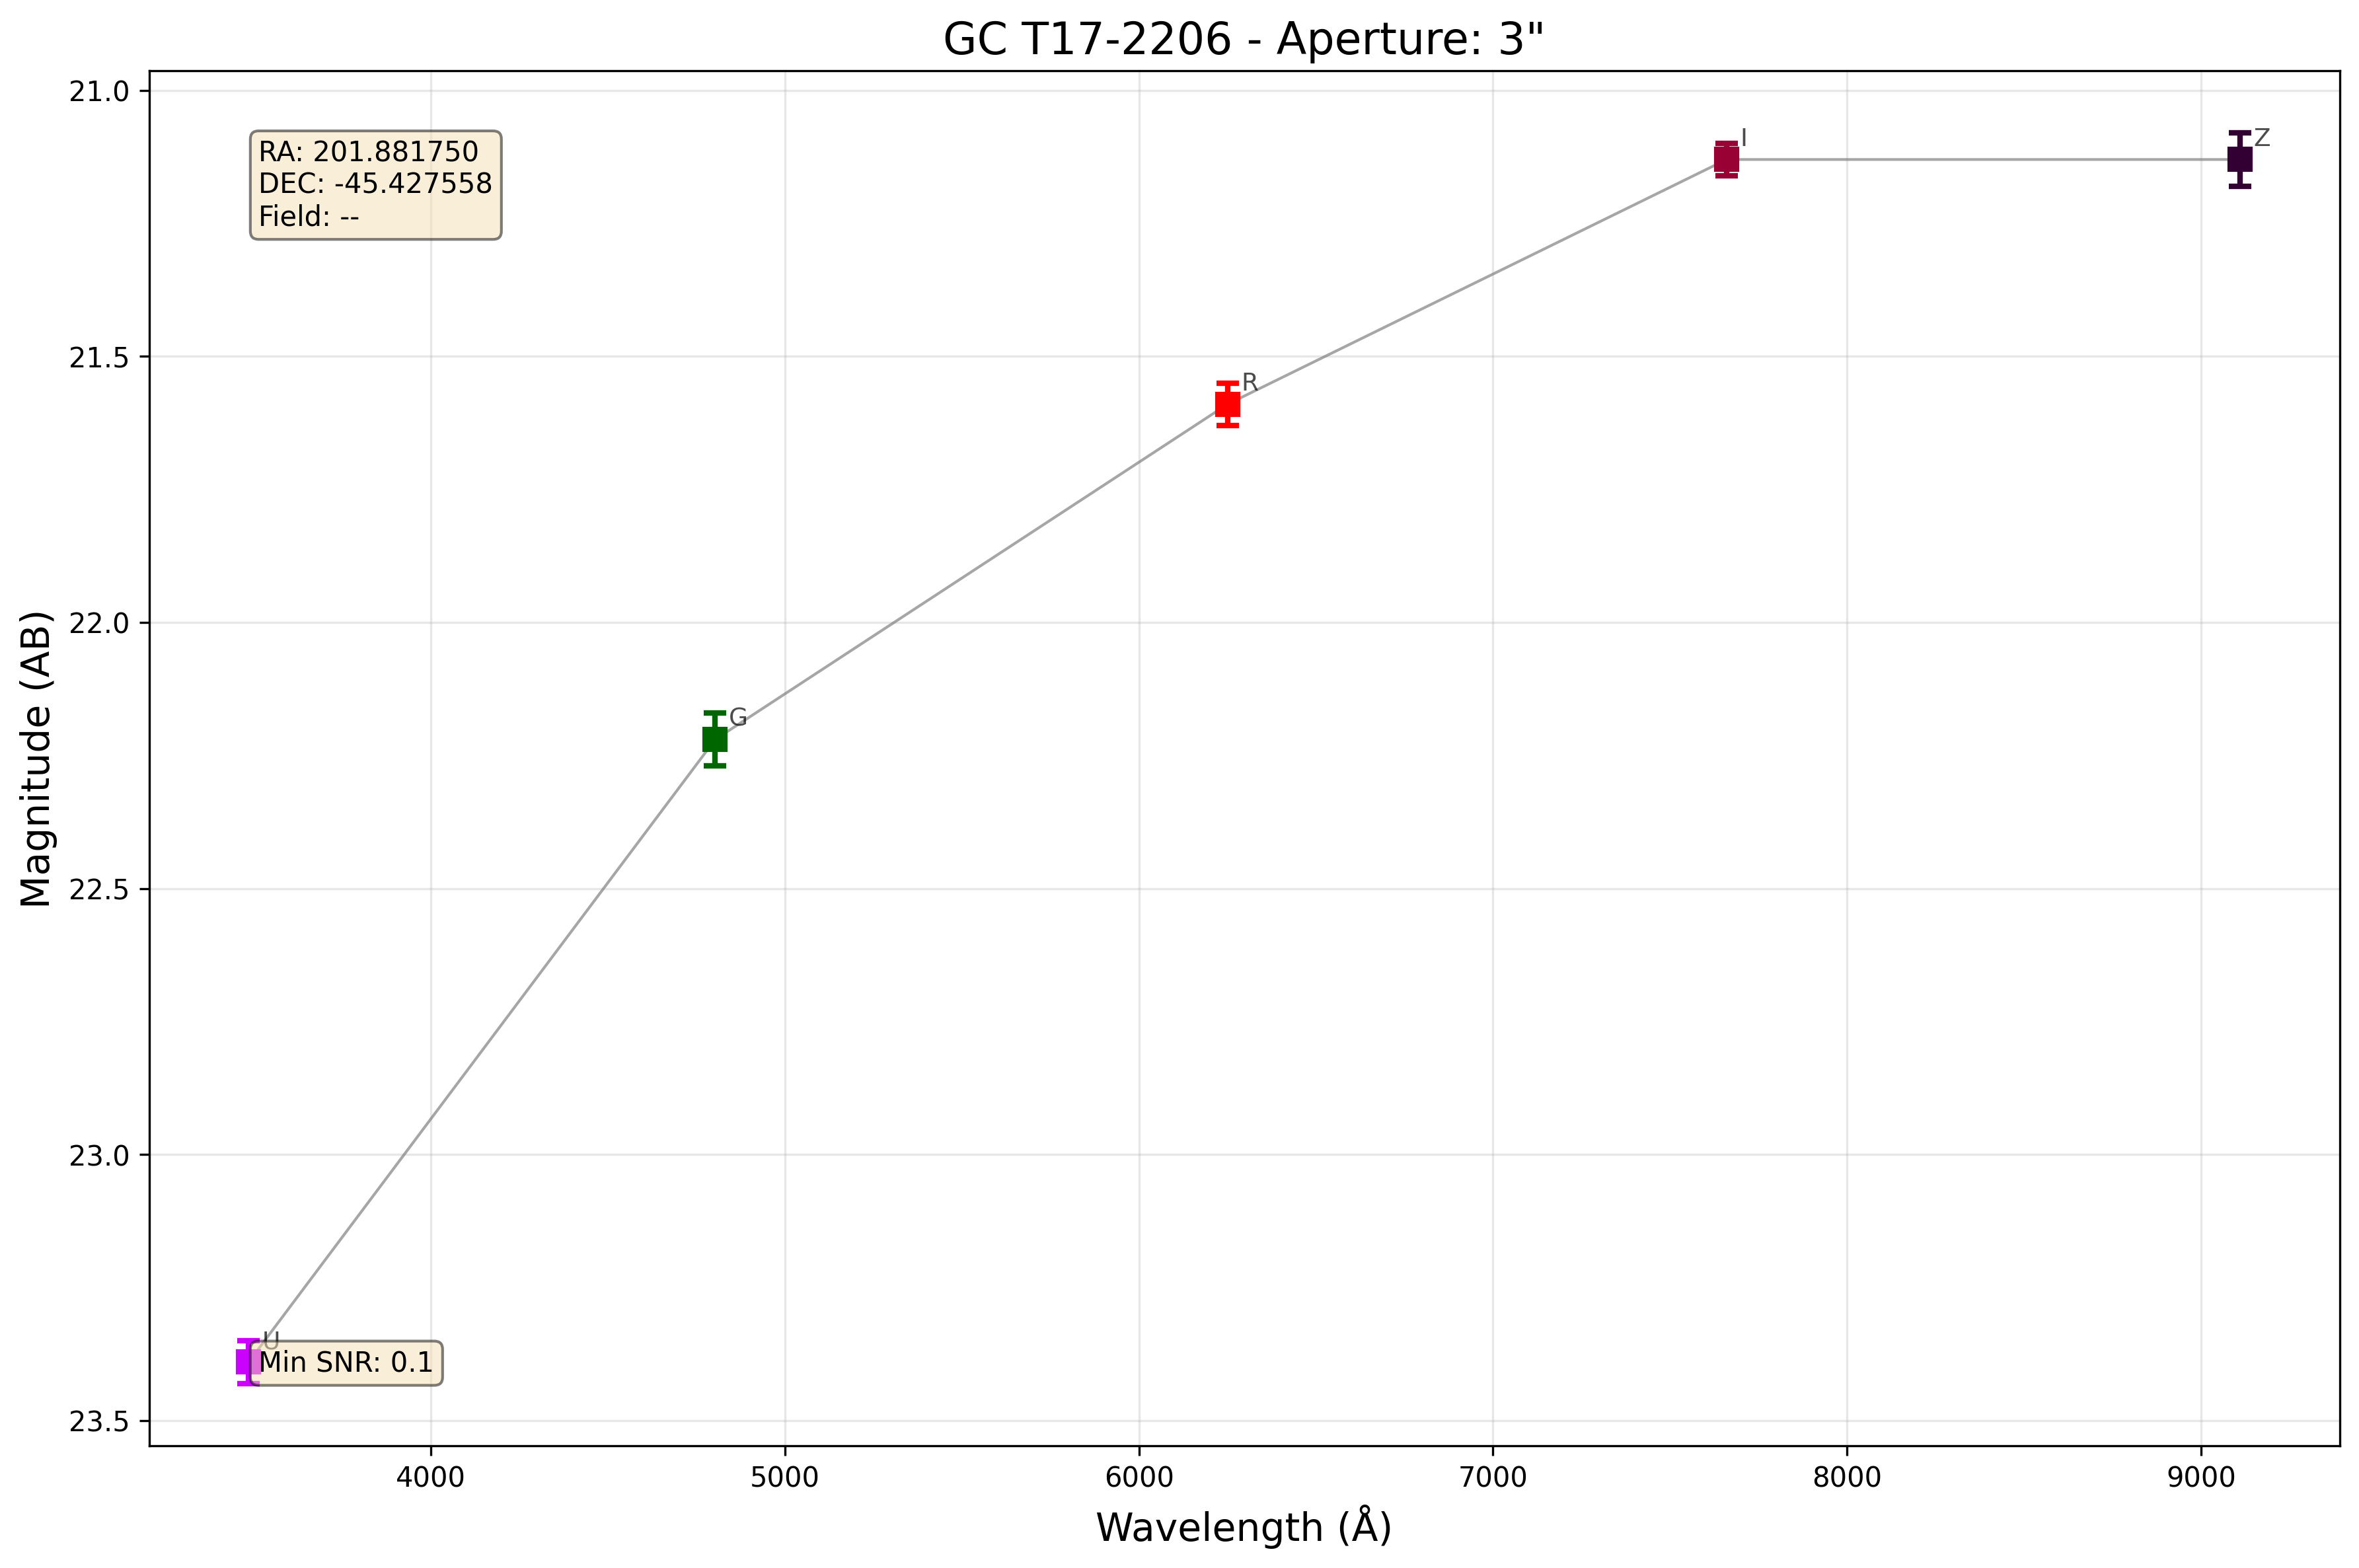 GC T17-2206 - Aperture: 3"
21.0
21.5
22.0
22.5
23.0
23.5
Magnitude (AB)
RA: 201.881750
DEC: -45.427558
Field: --
I
Z
R
G
U
Min SNR: 0.1
4000
5000
6000
7000
8000
9000
Wavelength (Å)